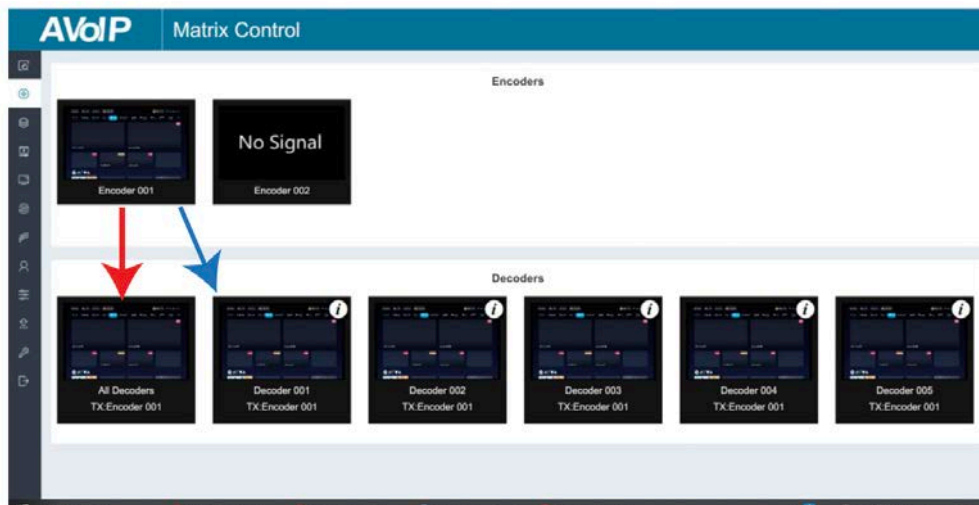 AVoIP Matrix Control
Encoders
No Signal
Encoder 001 Encoder 002
Decoders
i i i i i
All Decoders Decoder 001 Decoder 002 Decoder 003 Decoder 004 Decoder 005
TX:Encoder 001 TX:Encoder 001 TX:Encoder 001 TX:Encoder 001 TX:Encoder 001 TX:Encoder 001